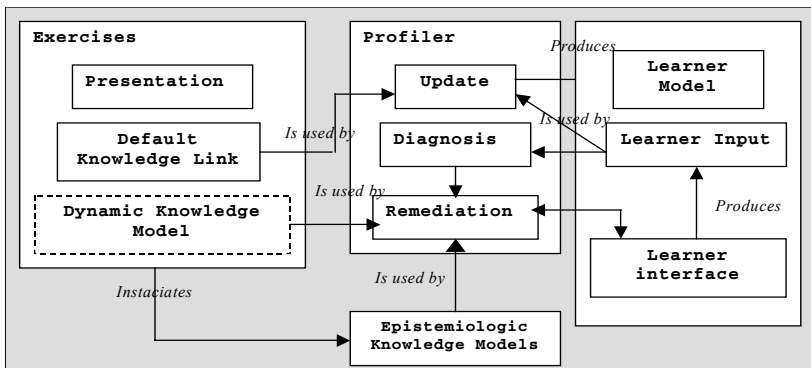 Exercises
Presentation
Default
Knowledge Link
Dynamic Knowledge
Model
Instaciates
Is used by
Is used by
Profiler
Update
Diagnosis
Remediation
Is used by
Epistemiologic
Knowledge Models
Produces
Is used by
Learner
Model
Learner Input
Produces
Learner
interface